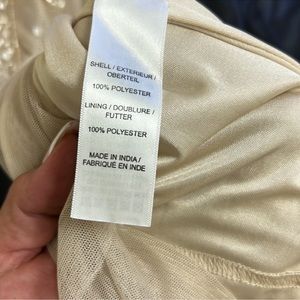 SHELL / EXTERIEUR /
OBERTEIL
100% POLYESTER
LINING / DOUBLURE /
FUTTER
100% POLYESTER
MADE IN INDIA /
FABRIQUÉ EN INDE